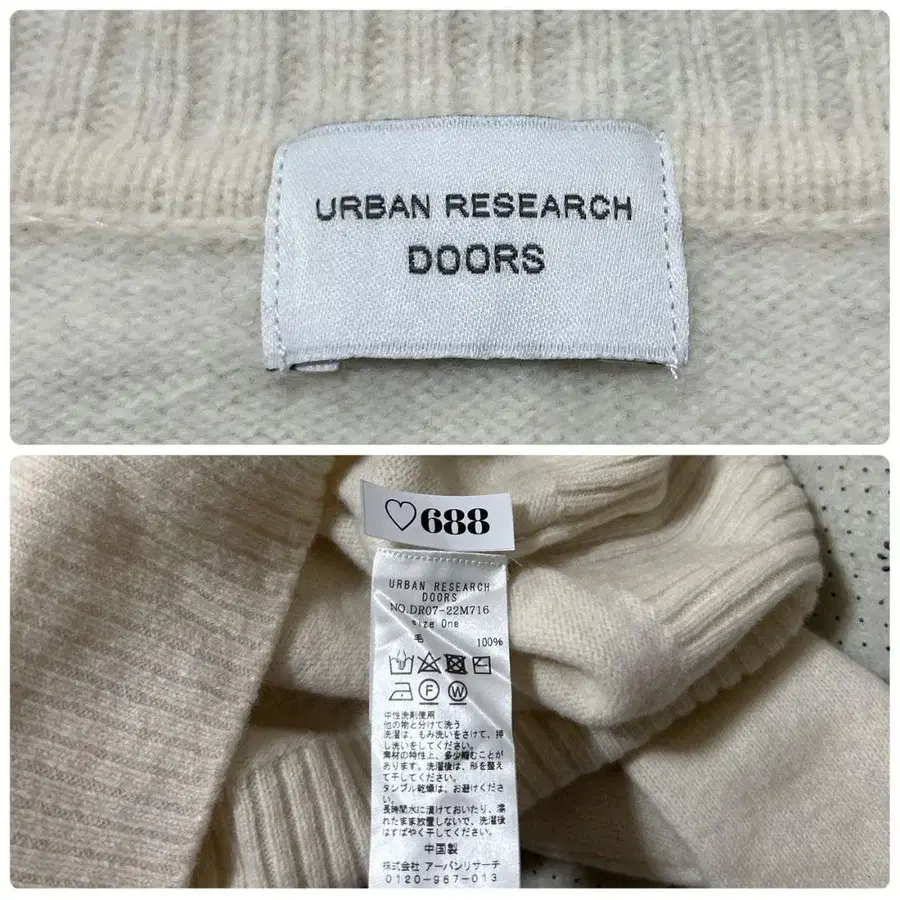 URBAN RESEARCH
DOORS
♡688
URBAN RESEARCH
DOORS
NO.DR07-22M716
size One
毛 100%
F W
中性洗剤使用
他の物と分けて洗う
洗濯は、もみ洗いをさけて、押
し洗いをしてください。
素材の特性上、多少縮むことが
あります。洗濯後は、形を整え
て干してください。
タンブル乾燥は、お避けくださ
い。
長時間水に漬けておいたり、濡
れたまま放置しないで、洗濯後
はすばやく干してください。
中国製
株式会社 アーバンリサーチ
0120-967-013